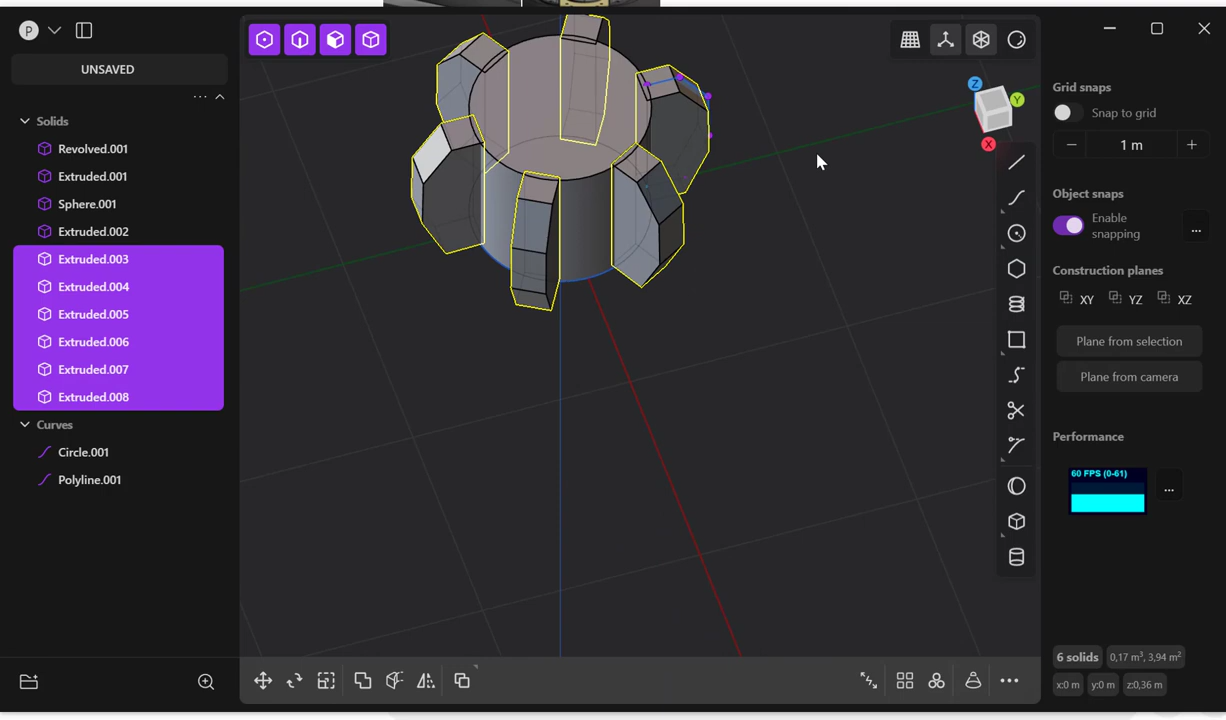 P
UNSAVED
...
Solids
Revolved.001
Extruded.001
Sphere.001
Extruded.002
Extruded.003
Extruded.004
Extruded.005
Extruded.006
Extruded.007
Extruded.008
Curves
Circle.001
Polyline.001
Z
Y
X
Grid snaps
Snap to grid
1 m
Object snaps
Enable
snapping
...
Construction planes
XY YZ XZ
Plane from selection
Plane from camera
Performance
60 FPS (0-61)
...
6 solids 0,17 m³, 3,94 m²
x:0 m y:0 m z:0,36 m